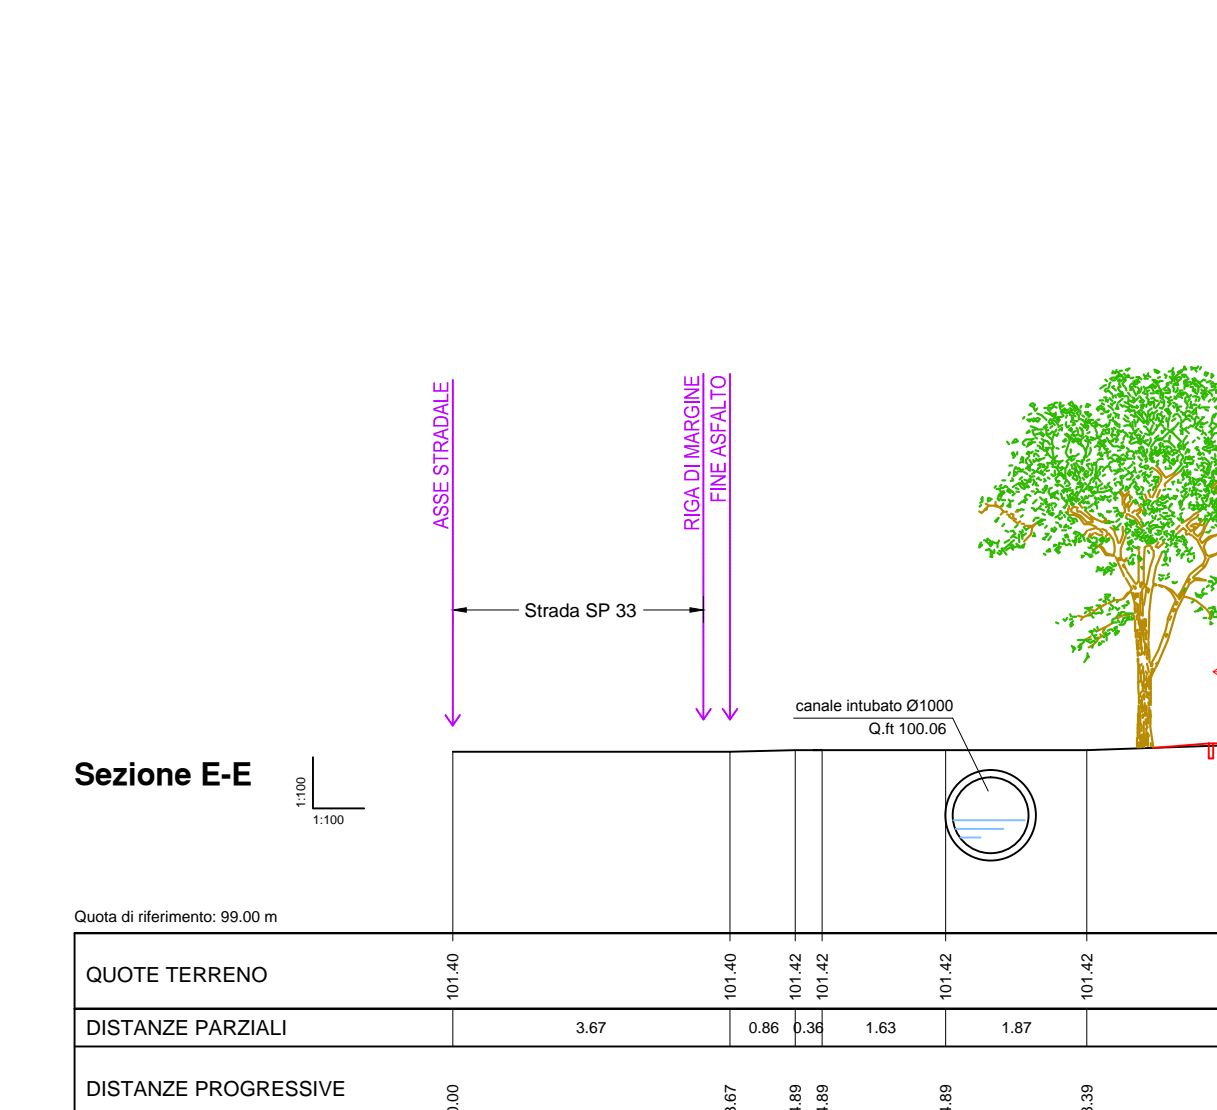 ASSE STRADALE
RIGA DI MARGINE
FINE ASFALTO
Strada SP 33
canale intubato Ø1000
Q.ft 100.06
Sezione E-E
1:100
1:100
Quota di riferimento: 99.00 m
QUOTE TERRENO 101.40 101.40 101.42 101.42 101.42 101.42
DISTANZE PARZIALI 3.67 0.86 0.36 1.63 1.87
DISTANZE PROGRESSIVE